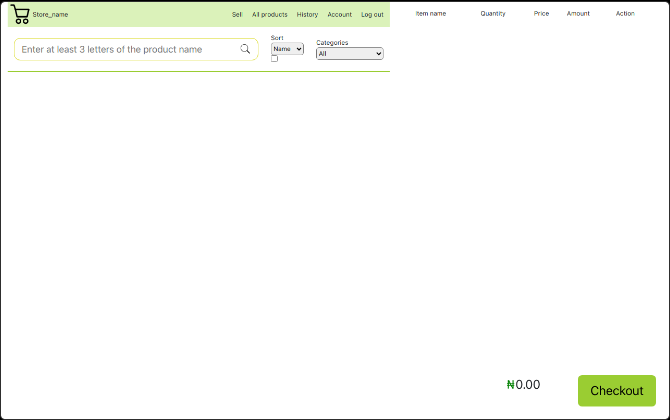 Store_name Sell All products History Account Log out
Item name Quantity Price Amount Action
Enter at least 3 letters of the product name
Sort
Name
Categories
All
₦0.00
Checkout